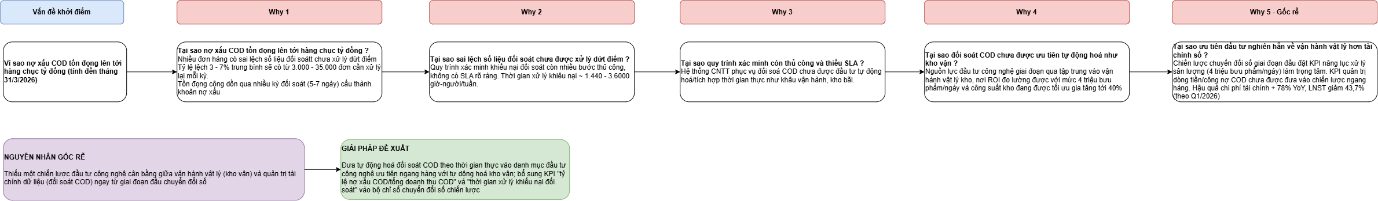 Vấn đề khởi điểm
Why 1
Why 2
Why 3
Why 4
Why 5 - Gốc rễ
Vì sao nợ xấu COD tồn đọng lên tới
hàng chục tỷ đồng (tính đến tháng
31/3/2026)
Tại sao nợ xấu COD tồn đọng lên tới hàng chục tỷ đồng ?
Nhiều đơn hàng có sai lệch số liệu đối soát chưa xử lý dứt điểm
Tỷ lệ lệch 3 - 7% trung bình sẽ có từ 3.000 - 35.000 đơn cần xử lý
lại mỗi kỳ.
Tồn đọng cộng dồn qua nhiều kỳ đối soát (5-7 ngày) cấu thành
khoản nợ xấu
Tại sao sai lệch số liệu đối soát chưa được xử lý dứt điểm ?
Quy trình xác minh khiếu nại đối soát còn nhiều bước thủ công,
không có SLA rõ ràng. Thời gian xử lý khiếu nại ~ 1.440 - 3.6000
giờ-người/tuần.
Tại sao quy trình xác minh còn thủ công và thiếu SLA ?
Hệ thống CNTT phục vụ đối soát COD chưa được đầu tư tự động
hoá/tích hợp thời gian thực như khâu vận hành, kho bãi.
Tại sao đối soát COD chưa được ưu tiên tự động hoá như
kho vận ?
Nguồn lực đầu tư công nghệ giai đoạn qua tập trung vào vận
hành vật lý kho, nơi ROI đo lường được với mức 4 triệu bưu
phẩm/ngày và công suất kho đang được tối ưu gia tăng tới 40%
Tại sao ưu tiên đầu tư nghiên hẳn về vận hành vật lý hơn tài
chính số ?
Chiến lược chuyển đổi số giai đoạn đầu đặt KPI năng lực xử lý
sản lượng (4 triệu bưu phẩm/ngày) làm trọng tâm. KPI quản trị
dòng tiền/công nợ COD chưa được đưa vào chiến lược ngang
hàng. Hậu quả chi phí tài chính + 78% YoY, LNST giảm 43,7%
(theo Q1/2026)
NGUYÊN NHÂN GỐC RỄ
Thiếu một chiến lược đầu tư công nghệ cân bằng giữa vận hành vật lý (kho vận) và quản trị tài
chính dữ liệu (đối soát COD) ngay từ giai đoạn đầu chuyển đổi số
GIẢI PHÁP ĐỀ XUẤT
Đưa tự động hoá đối soát COD theo thời gian thực vào danh mục đầu tư
công nghệ ưu tiên ngang hàng với tự động hoá kho vận; bổ sung KPI "tỷ
lệ nợ xấu COD/tổng doanh thu COD" và "thời gian xử lý khiếu nại đối
soát" vào bộ chỉ số chuyển đổi số chiến lược